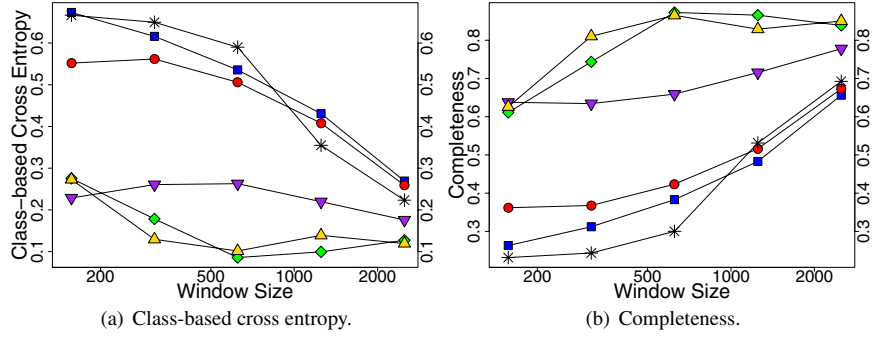 Class-based Cross Entropy
0.1 0.2 0.3 0.4 0.5 0.6
0.1 0.2 0.3 0.4 0.5 0.6
200 500 1000 2000
Window Size
(a) Class-based cross entropy.
Completeness
0.3 0.4 0.5 0.6 0.7 0.8
0.3 0.4 0.5 0.6 0.7 0.8
200 500 1000 2000
Window Size
(b) Completeness.